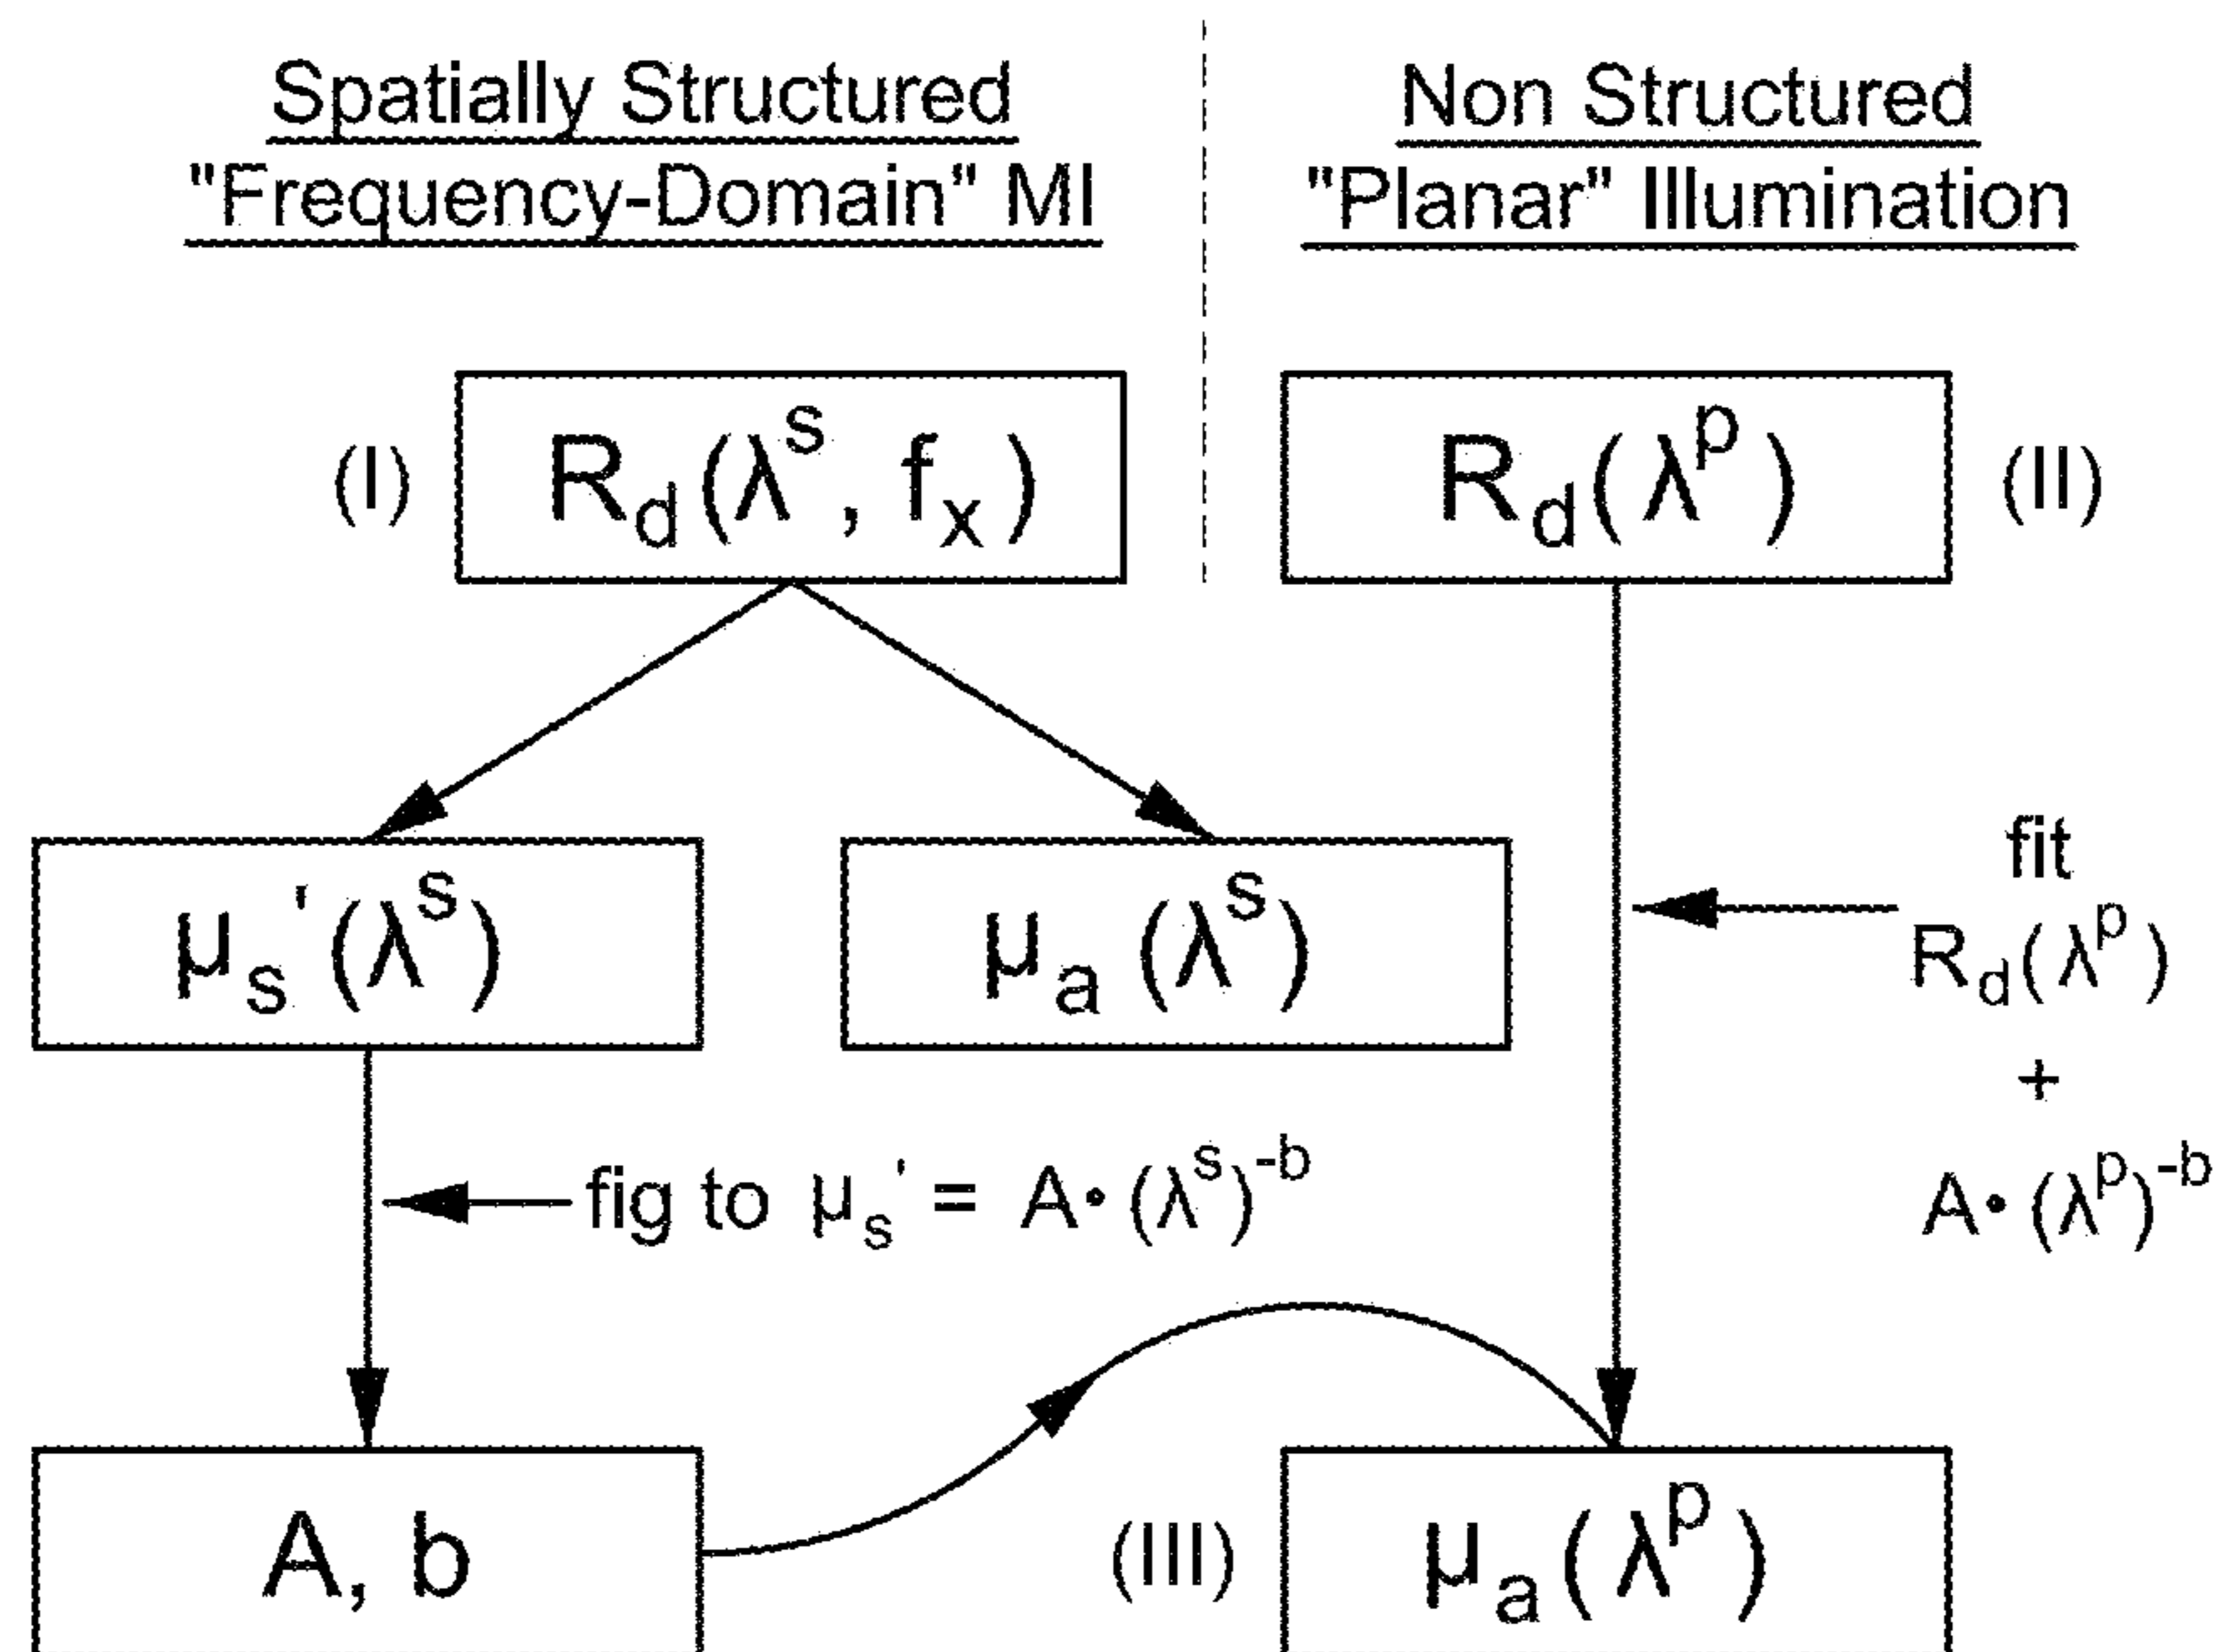 Spatially Structured
"Frequency-Domain" MI
Non Structured
"Planar" Illumination
(I)
R_d(λ^s, f_x)
R_d(λ^p)
(II)
μ_s'(λ^s)
μ_a(λ^s)
fit
R_d(λ^p)
+
A•(λ^p)^-b
fig to μ_s' = A•(λ^s)^-b
A, b
(III)
μ_a(λ^p)